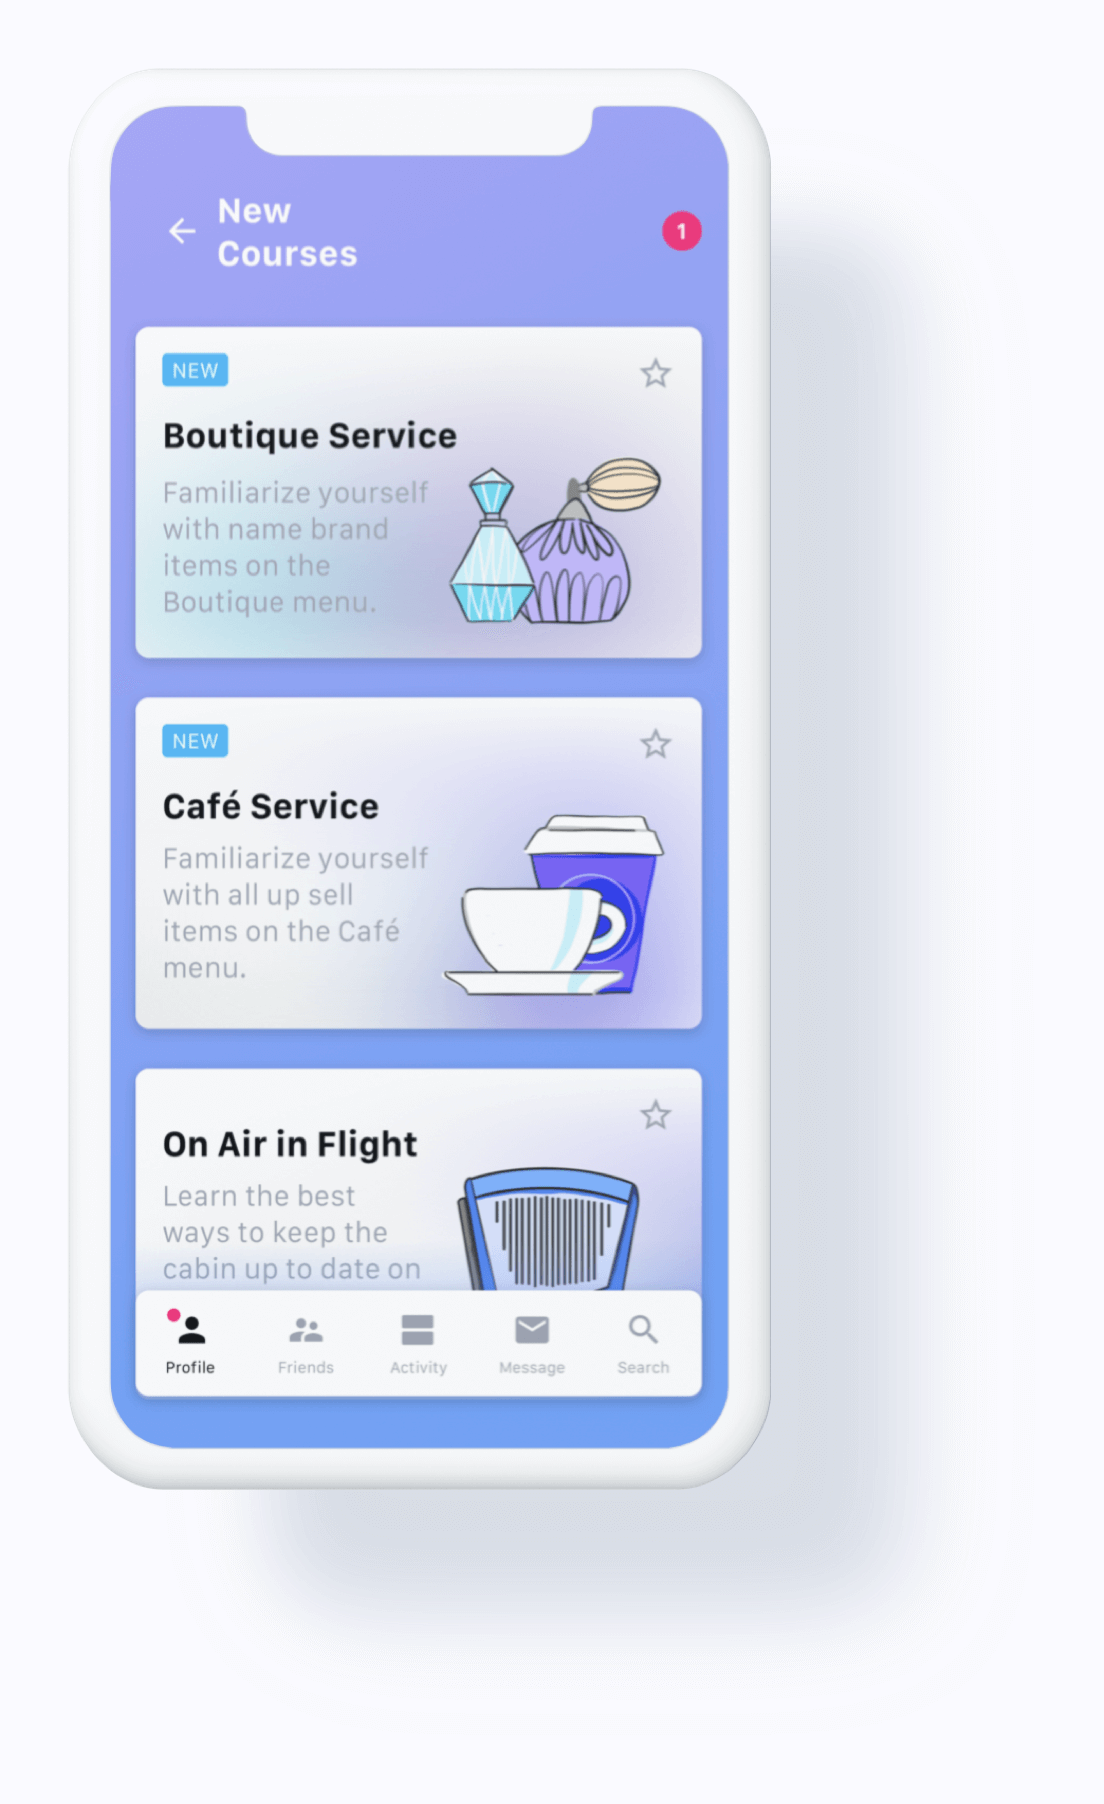 New
Courses
1
NEW
Boutique Service
Familiarize yourself
with name brand
items on the
Boutique menu.
NEW
Café Service
Familiarize yourself
with all up sell
items on the Café
menu.
On Air in Flight
Learn the best
ways to keep the
cabin up to date on
Profile Friends Activity Message Search